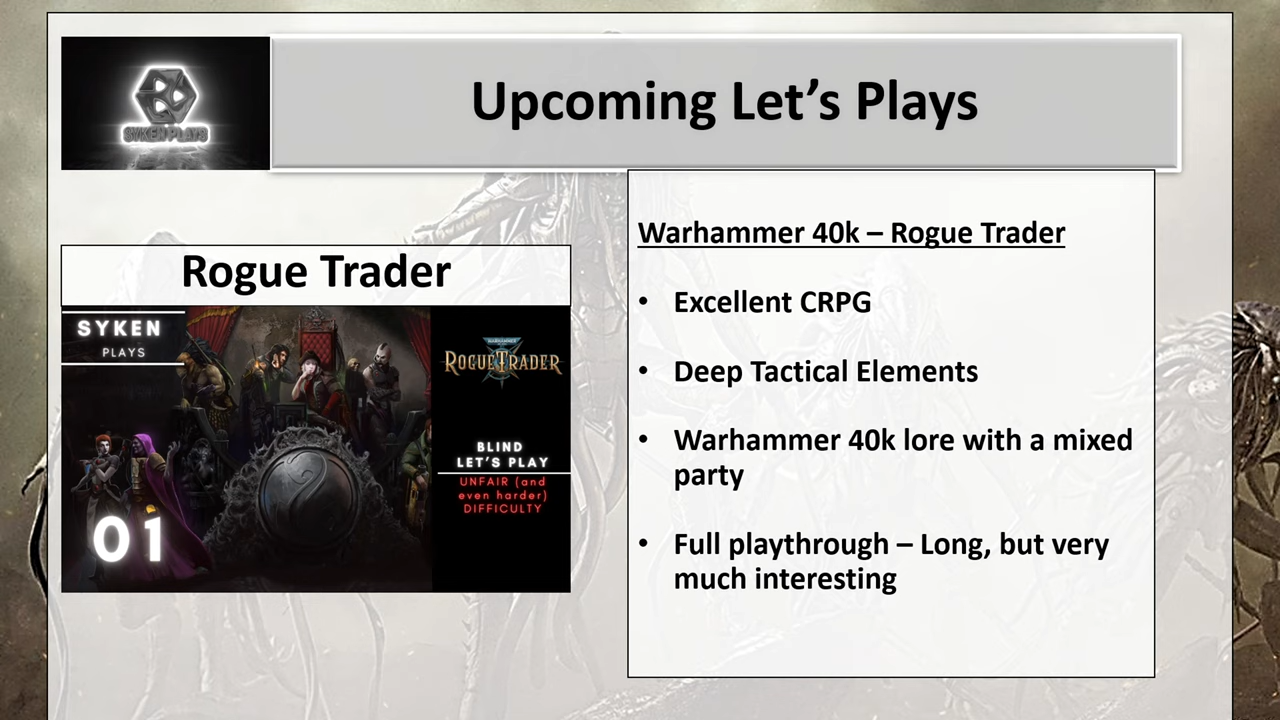 SYKEN PLAYS
Upcoming Let's Plays
Rogue Trader
SYKEN
PLAYS
WARHAMMER
ROGUE TRADER
BLIND
LET'S PLAY
UNFAIR (and
even harder)
DIFFICULTY
01
Warhammer 40k – Rogue Trader
• Excellent CRPG
• Deep Tactical Elements
• Warhammer 40k lore with a mixed
party
• Full playthrough – Long, but very
much interesting